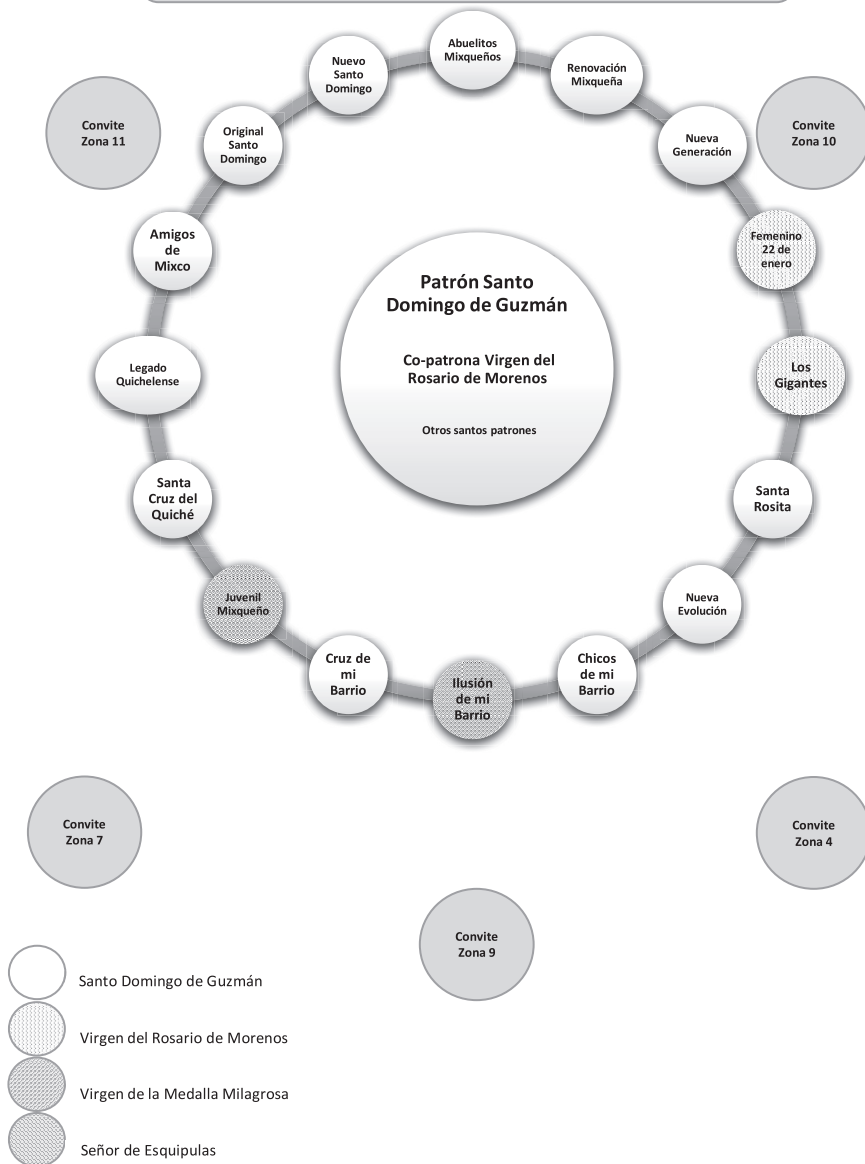 Abuelitos
Mixqueños
Renovación
Mixqueña
Nueva
Generación
Convite
Zona 10
Femenino
22 de
enero
Los
Gigantes
Santa
Rosita
Nueva
Evolución
Chicos
de mi
Barrio
Ilusión
de mi
Barrio
Cruz de
mi
Barrio
Juvenil
Mixqueño
Santa
Cruz del
Quiché
Legado
Quichelense
Amigos
de
Mixco
Original
Santo
Domingo
Nuevo
Santo
Domingo
Convite
Zona 11
Patrón Santo
Domingo de Guzmán
Co-patrona Virgen del
Rosario de Morenos
Otros santos patrones
Convite
Zona 7
Convite
Zona 4
Convite
Zona 9
Santo Domingo de Guzmán
Virgen del Rosario de Morenos
Virgen de la Medalla Milagrosa
Señor de Esquipulas